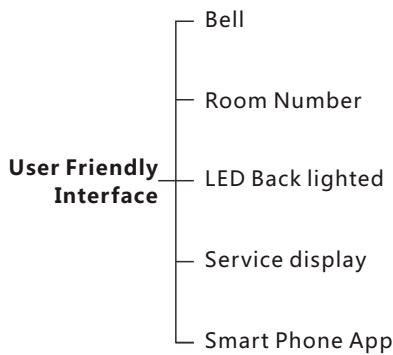 Bell
Room Number
User Friendly
Interface
LED Back lighted
Service display
Smart Phone App